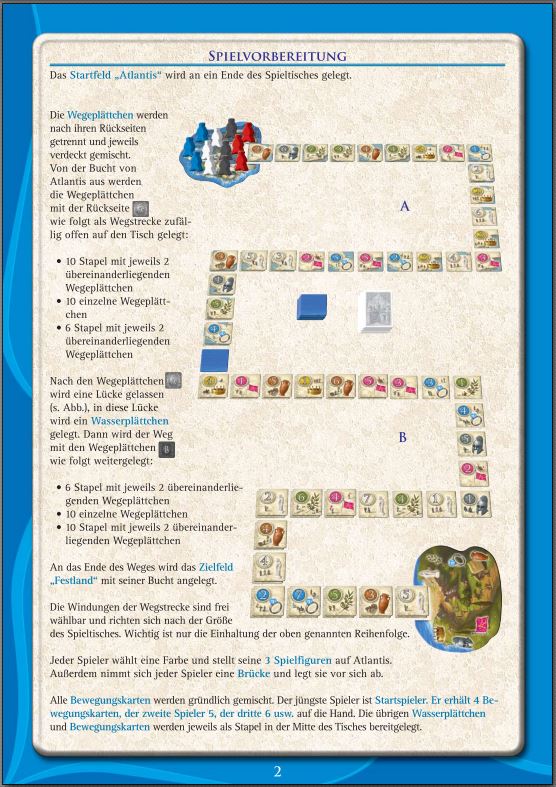 SPIELVORBEREITUNG
Das Startfeld „Atlantis“ wird an ein Ende des Spieltisches gelegt.
Die Wegeplättchen werden
nach ihren Rückseiten
getrennt und jeweils
verdeckt gemischt.
Von der Bucht von
Atlantis aus werden
die Wegeplättchen
mit der Rückseite
wie folgt als Wegstrecke zufäl-
lig offen auf den Tisch gelegt:
A
• 10 Stapel mit jeweils 2
übereinanderliegenden
Wegeplättchen
• 10 einzelne Wegeplätt-
chen
• 6 Stapel mit jeweils 2
übereinanderliegenden
Wegeplättchen
Nach den Wegeplättchen
wird eine Lücke gelassen
(s. Abb.), in diese Lücke
wird ein Wasserplättchen
gelegt. Dann wird der Weg
mit den Wegeplättchen B
wie folgt weitergelegt:
B
• 6 Stapel mit jeweils 2 übereinanderlie-
genden Wegeplättchen
• 10 einzelne Wegeplättchen
• 10 Stapel mit jeweils 2 übereinander-
liegenden Wegeplättchen
An das Ende des Weges wird das Zielfeld
„Festland“ mit seiner Bucht angelegt.
Die Windungen der Wegstrecke sind frei
wählbar und richten sich nach der Größe
des Spieltisches. Wichtig ist nur die Einhaltung der oben genannten Reihenfolge.
Jeder Spieler wählt eine Farbe und stellt seine 3 Spielfiguren auf Atlantis.
Außerdem nimmt sich jeder Spieler eine Brücke und legt sie vor sich ab.
Alle Bewegungskarten werden gründlich gemischt. Der jüngste Spieler ist Startspieler. Er erhält 4 Be-
wegungskarten, der zweite Spieler 5, der dritte 6 usw. auf die Hand. Die übrigen Wasserplättchen
und Bewegungskarten werden jeweils als Stapel in der Mitte des Tisches bereitgelegt.
2